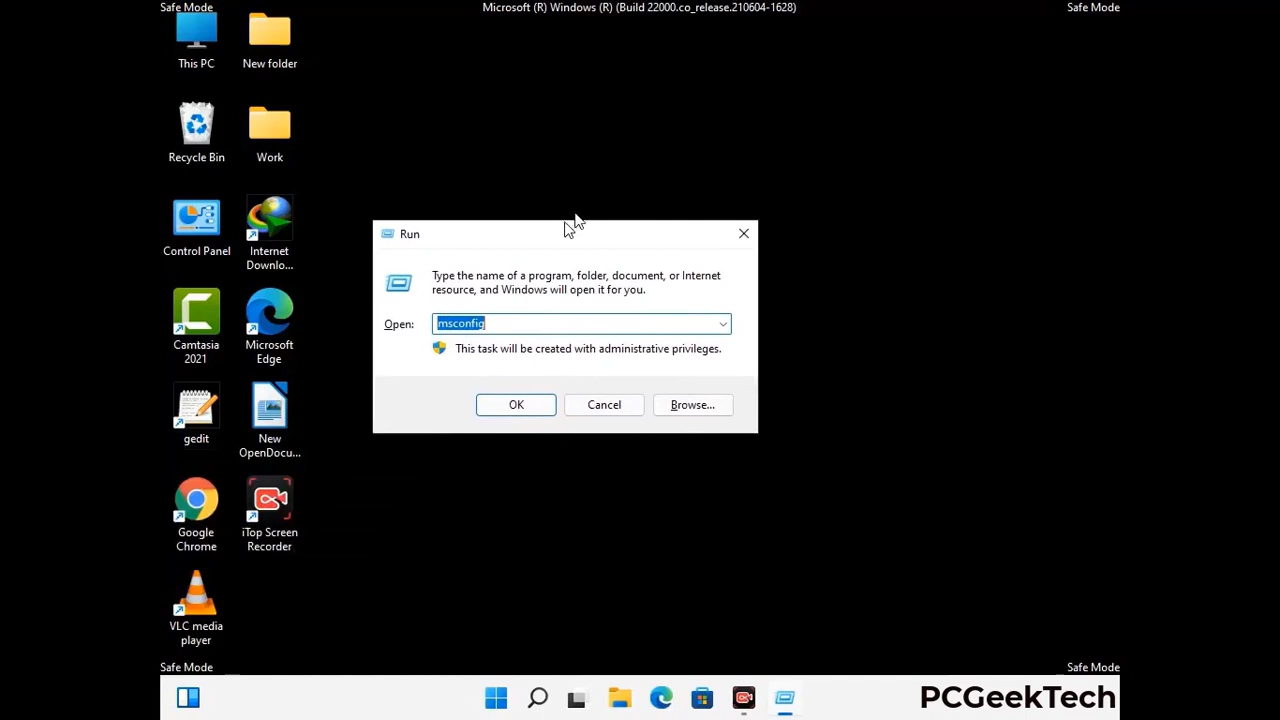 Safe Mode
Microsoft (R) Windows (R) (Build 22000.co_release.210604-1628)
Safe Mode
This PC
New folder
Recycle Bin
Work
Control Panel
Internet
Downlo...
Camtasia
2021
Microsoft
Edge
gedit
New
OpenDocu...
Google
Chrome
iTop Screen
Recorder
VLC media
player
Run
Type the name of a program, folder, document, or Internet
resource, and Windows will open it for you.
Open:
msconfig
This task will be created with administrative privileges.
OK
Cancel
Browse...
Safe Mode
Safe Mode
PCGeekTech